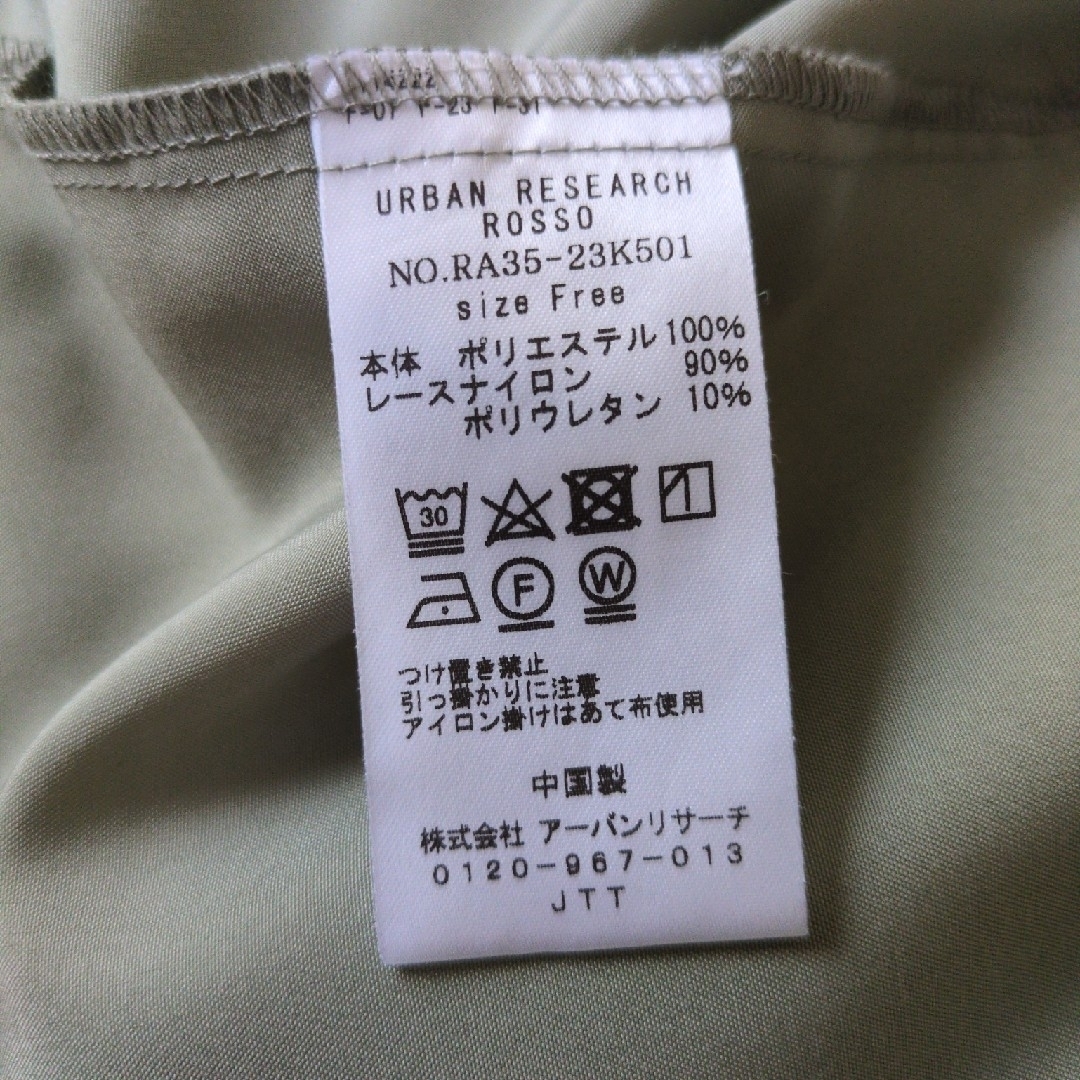 F-01 F-23 F-31
URBAN RESEARCH
ROSSO
NO.RA35-23K501
size Free
本体 ポリエステル 100%
レースナイロン 90%
ポリウレタン 10%
30
F W
つけ置き禁止
引っ掛かりに注意
アイロン掛けはあて布使用
中国製
株式会社 アーバンリサーチ
0120-967-013
JTT